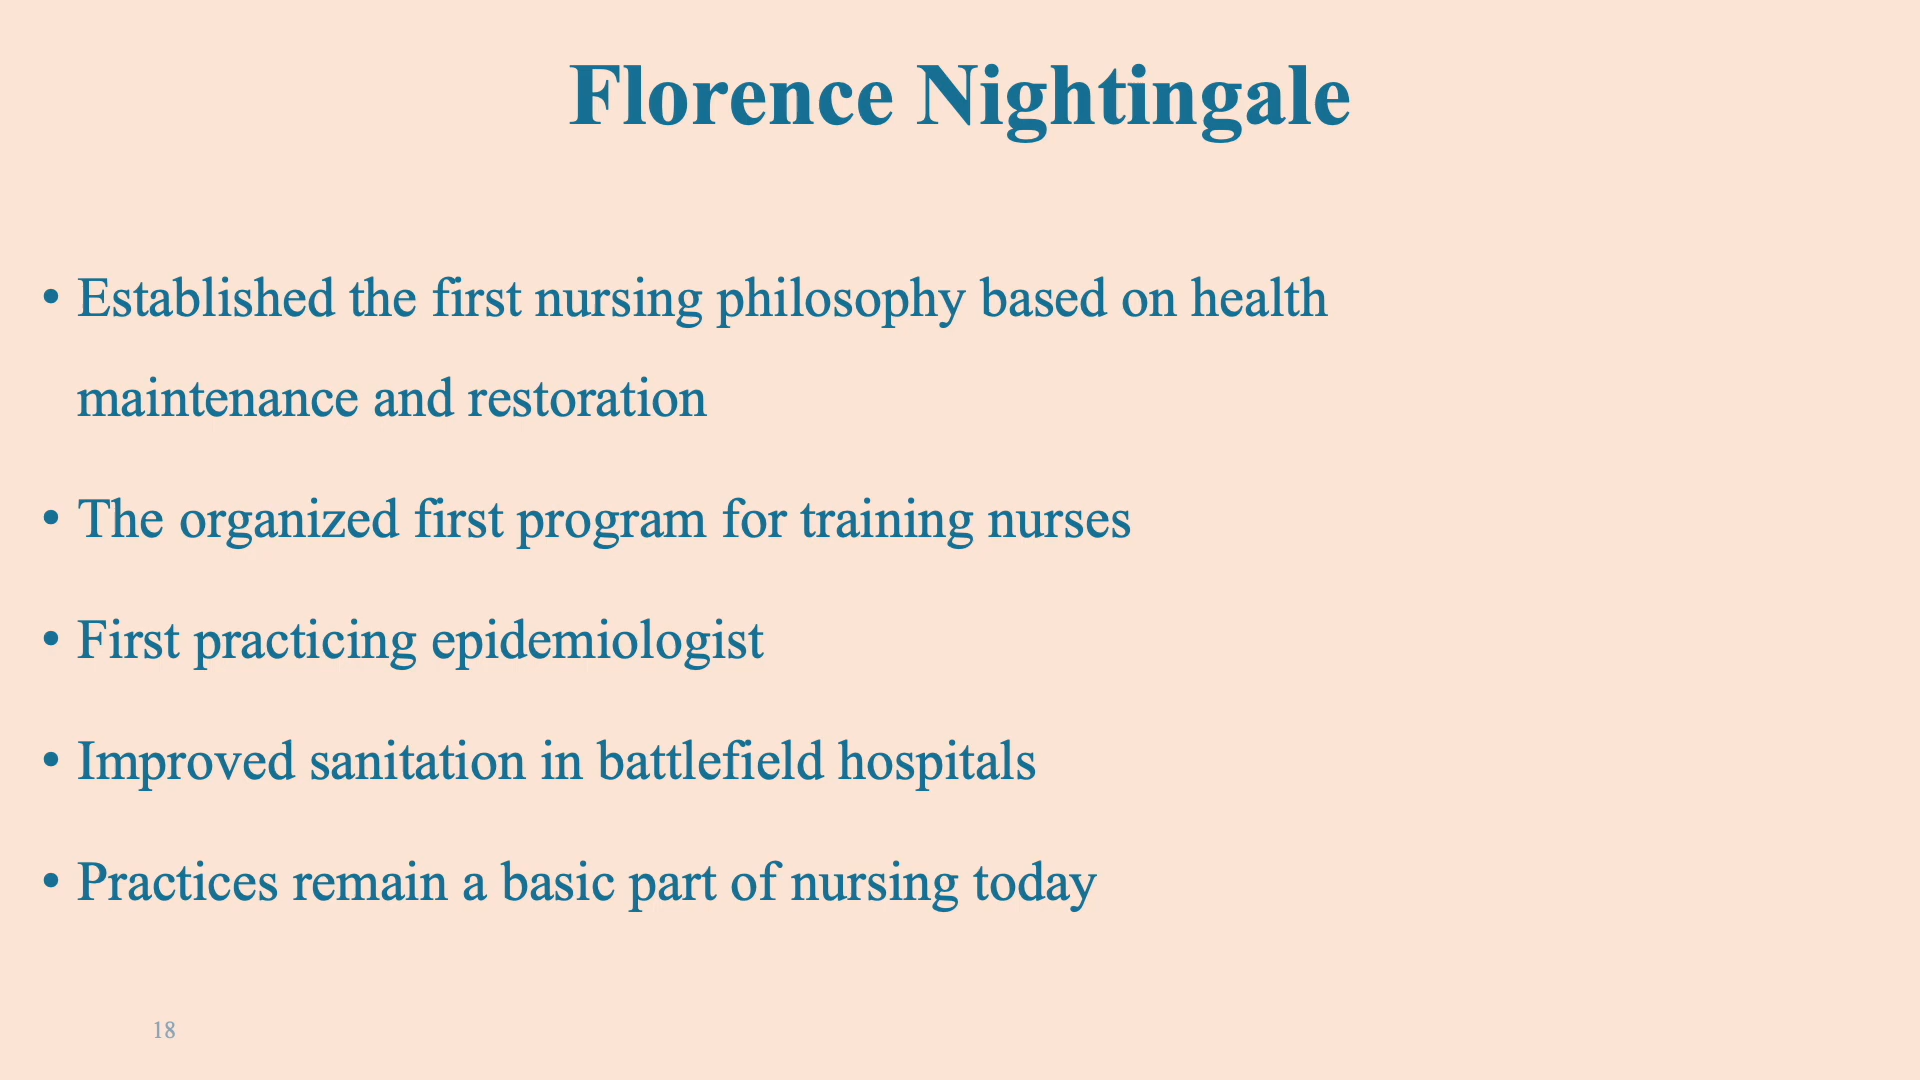 Florence Nightingale
• Established the first nursing philosophy based on health
maintenance and restoration
• The organized first program for training nurses
• First practicing epidemiologist
• Improved sanitation in battlefield hospitals
• Practices remain a basic part of nursing today
18